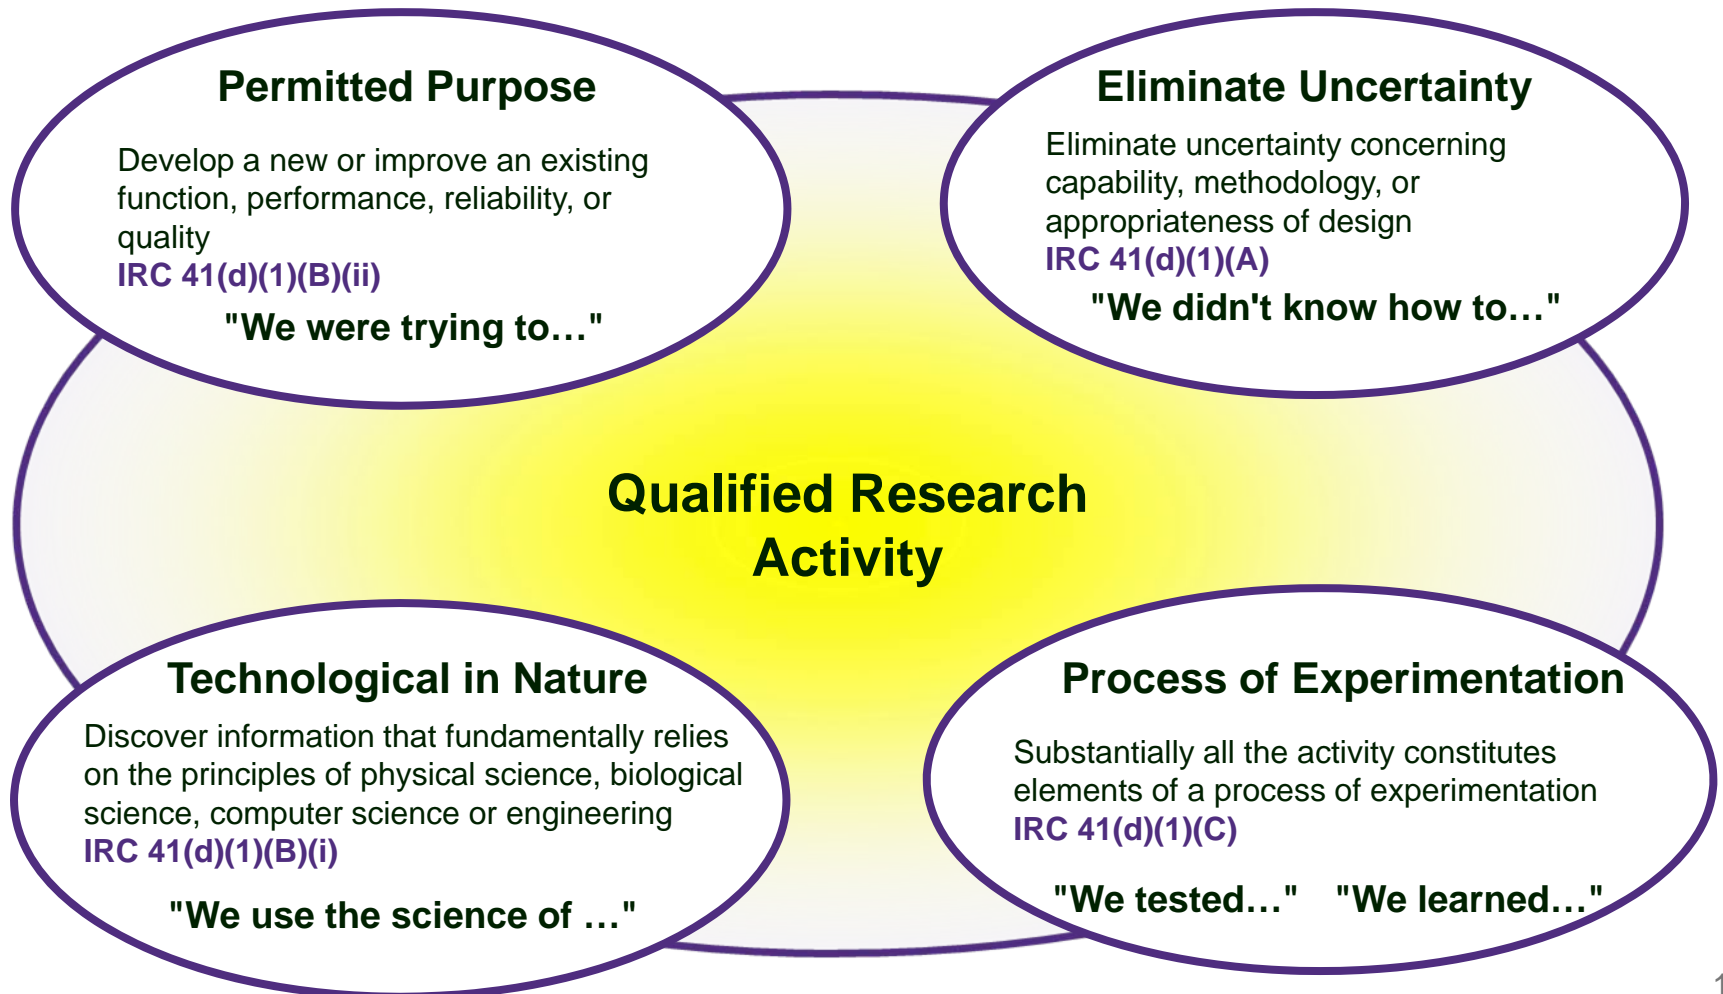 Permitted Purpose
Develop a new or improve an existing
function, performance, reliability, or
quality
IRC 41(d)(1)(B)(ii)
"We were trying to…"
Eliminate Uncertainty
Eliminate uncertainty concerning
capability, methodology, or
appropriateness of design
IRC 41(d)(1)(A)
"We didn't know how to…"
Qualified Research
Activity
Technological in Nature
Discover information that fundamentally relies
on the principles of physical science, biological
science, computer science or engineering
IRC 41(d)(1)(B)(i)
"We use the science of …"
Process of Experimentation
Substantially all the activity constitutes
elements of a process of experimentation
IRC 41(d)(1)(C)
"We tested…" "We learned…"
1